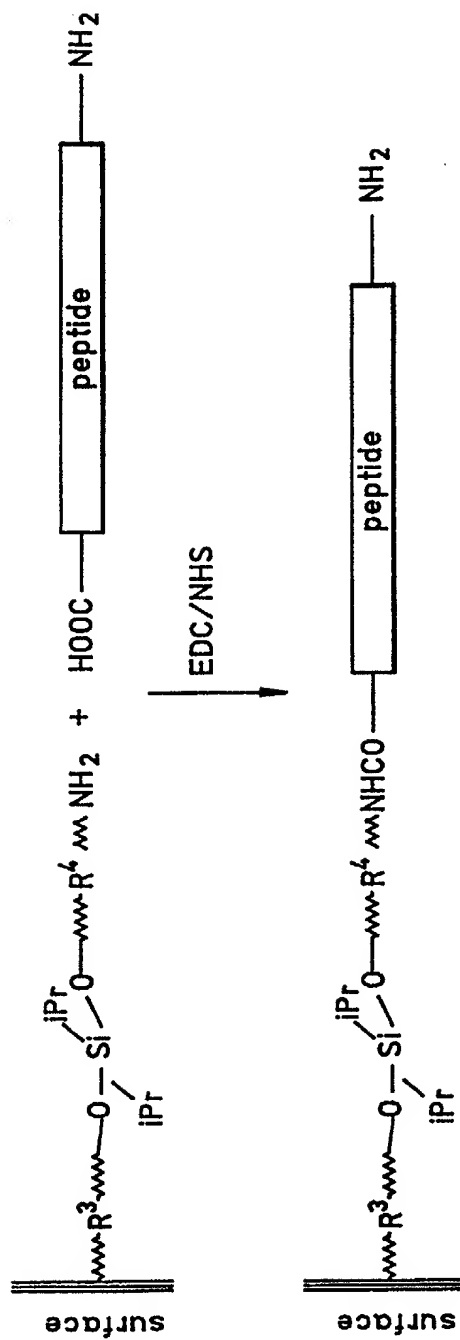 surface R³ O Si iPr iPr O R⁴ NH₂ + HOOC peptide NH₂
EDC/NHS
surface R³ O Si iPr iPr O R⁴ NHCO peptide NH₂